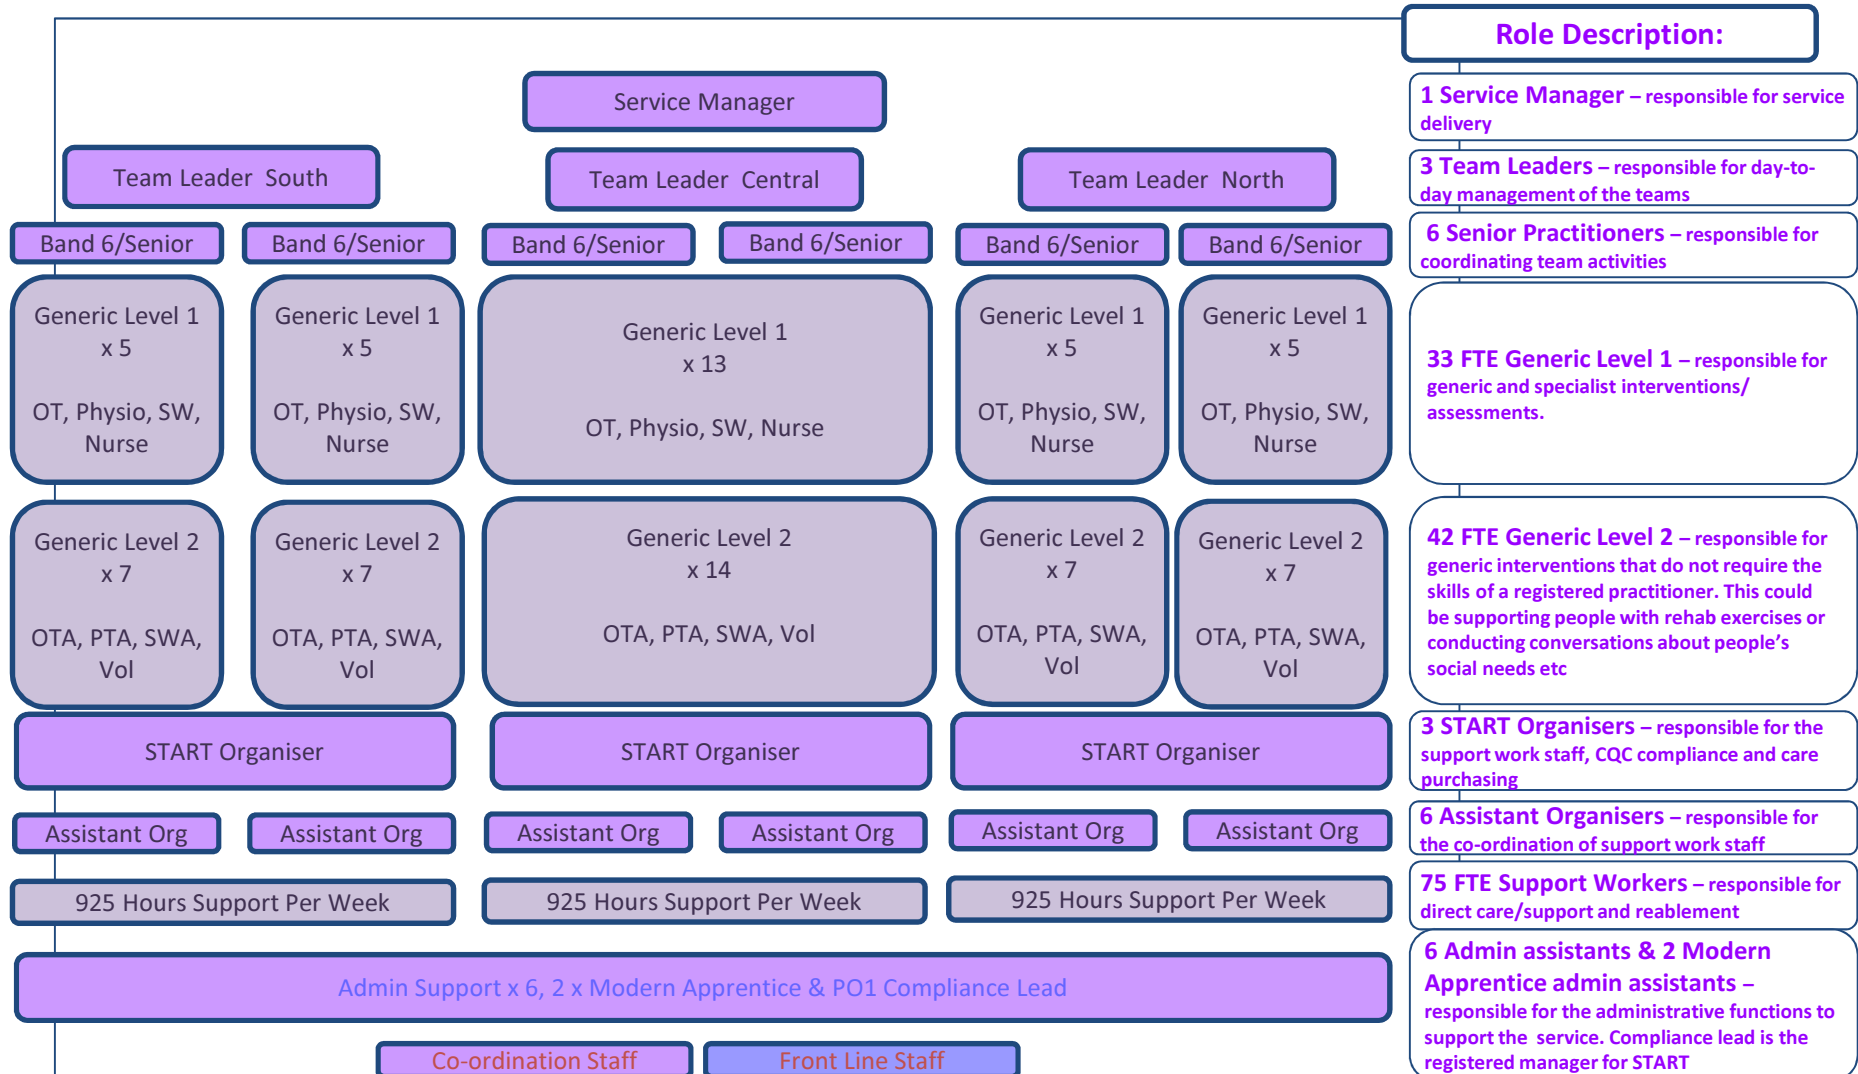 Role Description:
Service Manager
1 Service Manager – responsible for service
delivery
Team Leader  South
Team Leader  Central
Team Leader  North
3 Team Leaders – responsible for day-to-
day management of the teams
Band 6/Senior
Band 6/Senior
Band 6/Senior
Band 6/Senior
Band 6/Senior
Band 6/Senior
6 Senior Practitioners – responsible for
coordinating team activities
Generic Level 1
x 5
OT, Physio, SW,
Nurse
Generic Level 1
x 5
OT, Physio, SW,
Nurse
Generic Level 1
x 13
OT, Physio, SW, Nurse
Generic Level 1
x 5
OT, Physio, SW,
Nurse
Generic Level 1
x 5
OT, Physio, SW,
Nurse
33 FTE Generic Level 1 – responsible for
generic and specialist interventions/
assessments.
Generic Level 2
x 7
OTA, PTA, SWA,
Vol
Generic Level 2
x 7
OTA, PTA, SWA,
Vol
Generic Level 2
x 14
OTA, PTA, SWA, Vol
Generic Level 2
x 7
OTA, PTA, SWA,
Vol
Generic Level 2
x 7
OTA, PTA, SWA,
Vol
42 FTE Generic Level 2 – responsible for
generic interventions that do not require the
skills of a registered practitioner. This could
be supporting people with rehab exercises or
conducting conversations about people’s
social needs etc
START Organiser
START Organiser
START Organiser
3 START Organisers – responsible for the
support work staff, CQC compliance and care
purchasing
Assistant Org
Assistant Org
Assistant Org
Assistant Org
Assistant Org
Assistant Org
6 Assistant Organisers – responsible for
the co-ordination of support work staff
925 Hours Support Per Week
925 Hours Support Per Week
925 Hours Support Per Week
75 FTE Support Workers – responsible for
direct care/support and reablement
Admin Support x 6, 2 x Modern Apprentice & PO1 Compliance Lead
6 Admin assistants & 2 Modern
Apprentice admin assistants –
responsible for the administrative functions to
support the  service. Compliance lead is the
registered manager for START
Co-ordination Staff
Front Line Staff